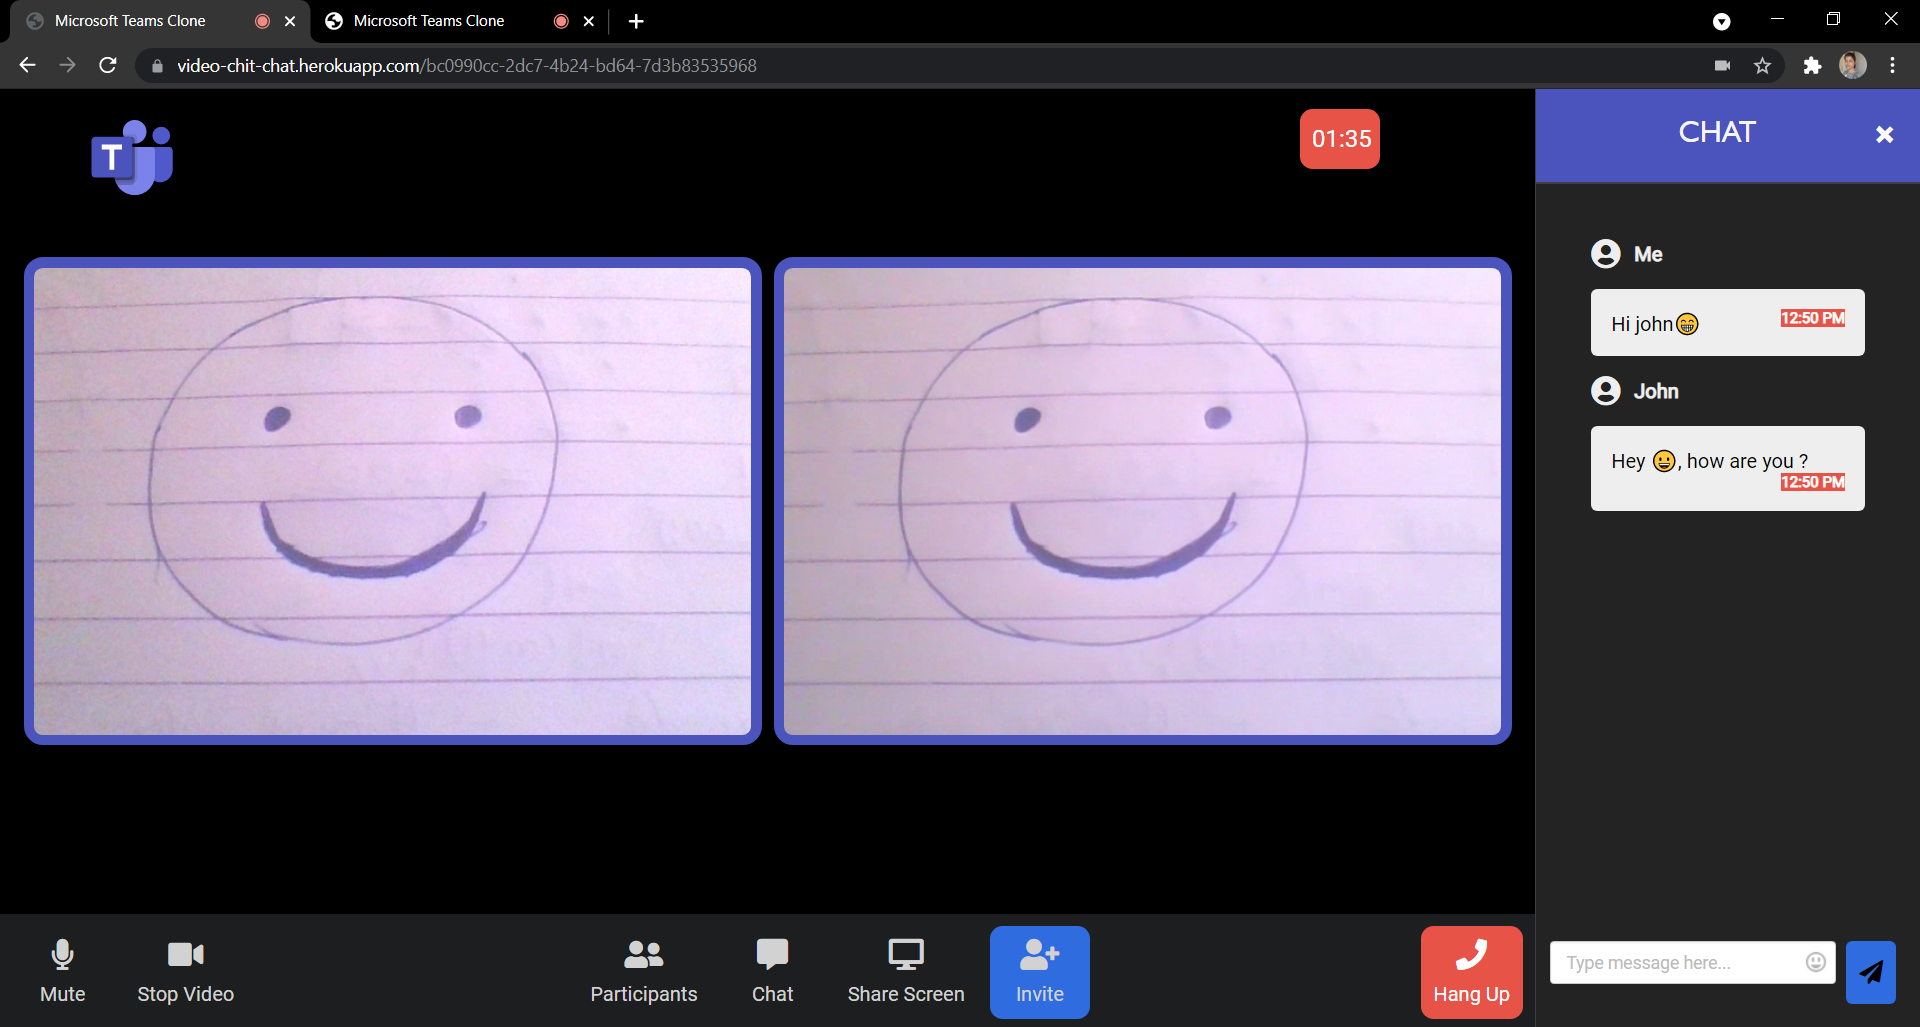 Microsoft Teams Clone
Microsoft Teams Clone
video-chit-chat.herokuapp.com/bc0990cc-2dc7-4b24-bd64-7d3b83535968
T
01:35
CHAT
Me
Hi john😁 12:50 PM
John
Hey 😀, how are you ?
12:50 PM
Mute
Stop Video
Participants
Chat
Share Screen
Invite
Hang Up
Type message here...